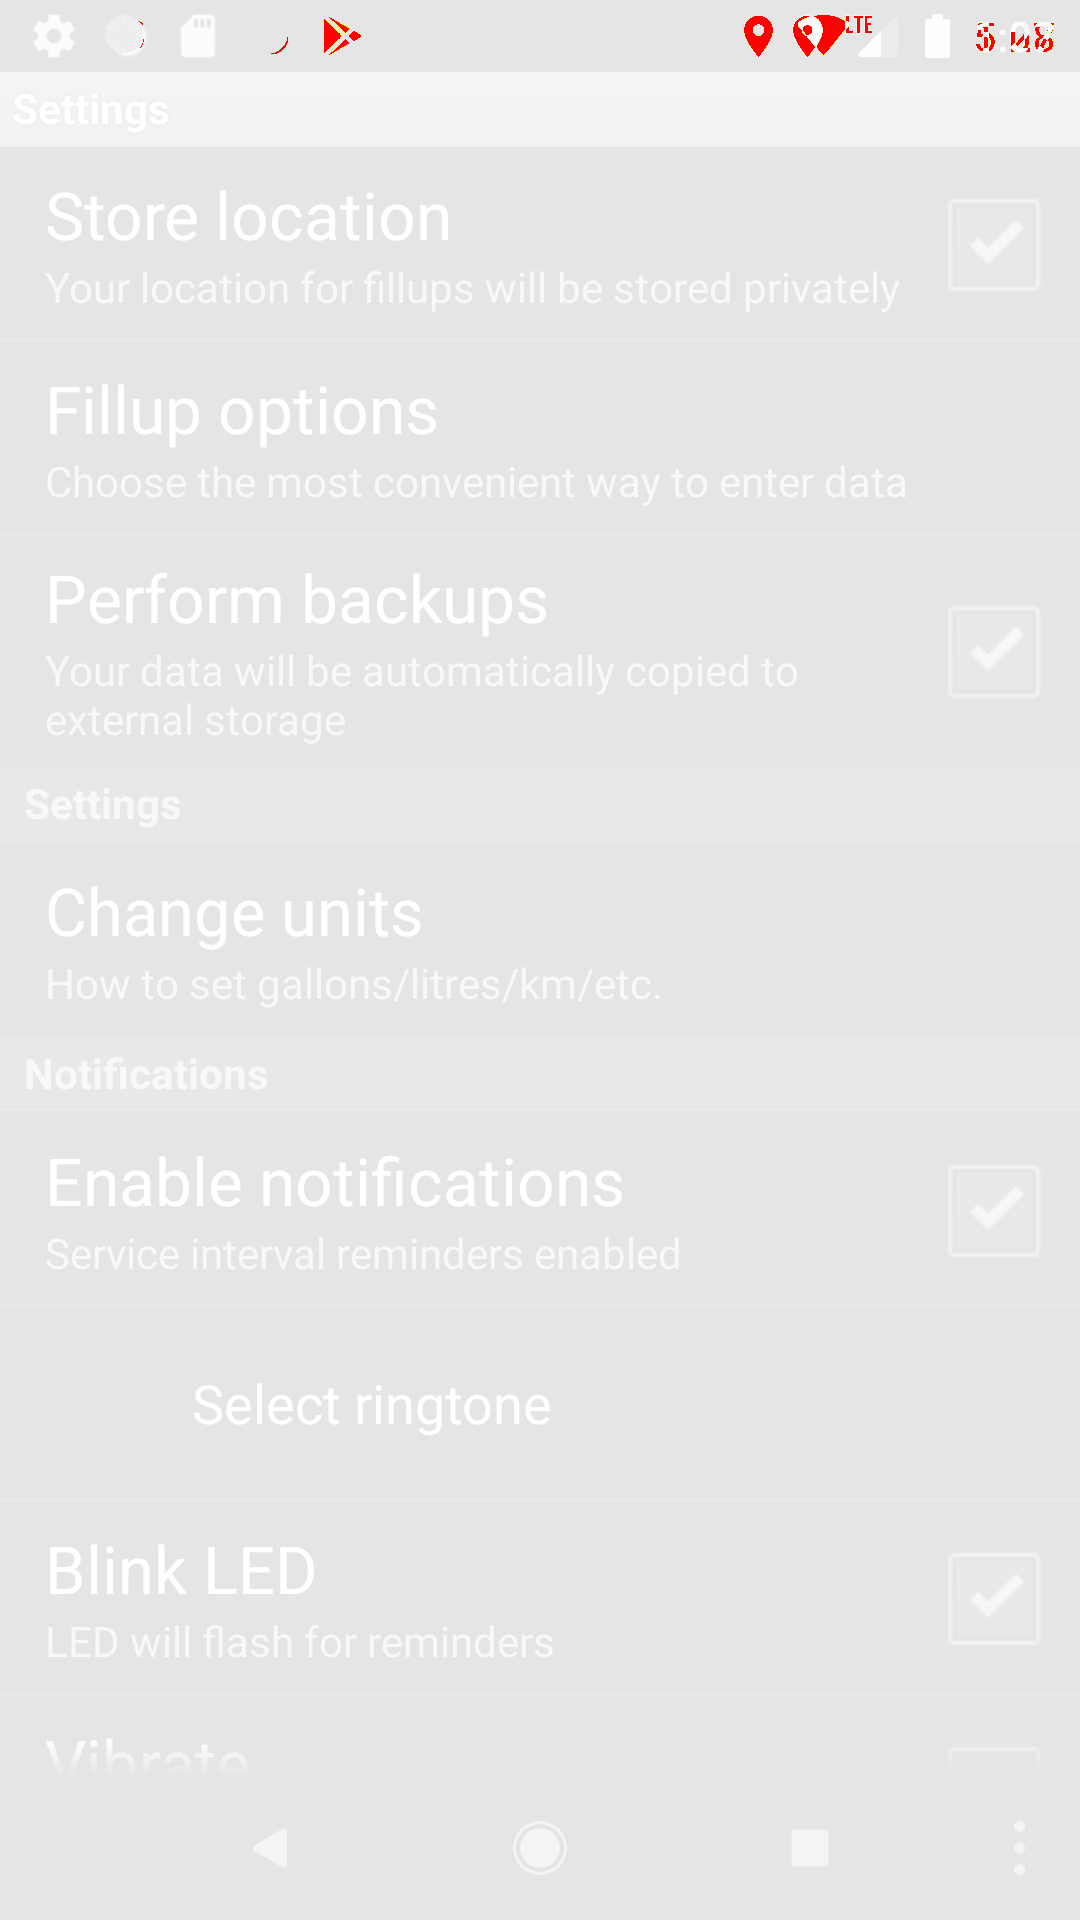 LTE
Settings
Store location
Your location for fillups will be stored privately
Fillup options
Choose the most convenient way to enter data
Perform backups
Your data will be automatically copied to
external storage
Settings
Change units
How to set gallons/litres/km/etc.
Notifications
Enable notifications
Service interval reminders enabled
Select ringtone
Blink LED
LED will flash for reminders
Vibrate